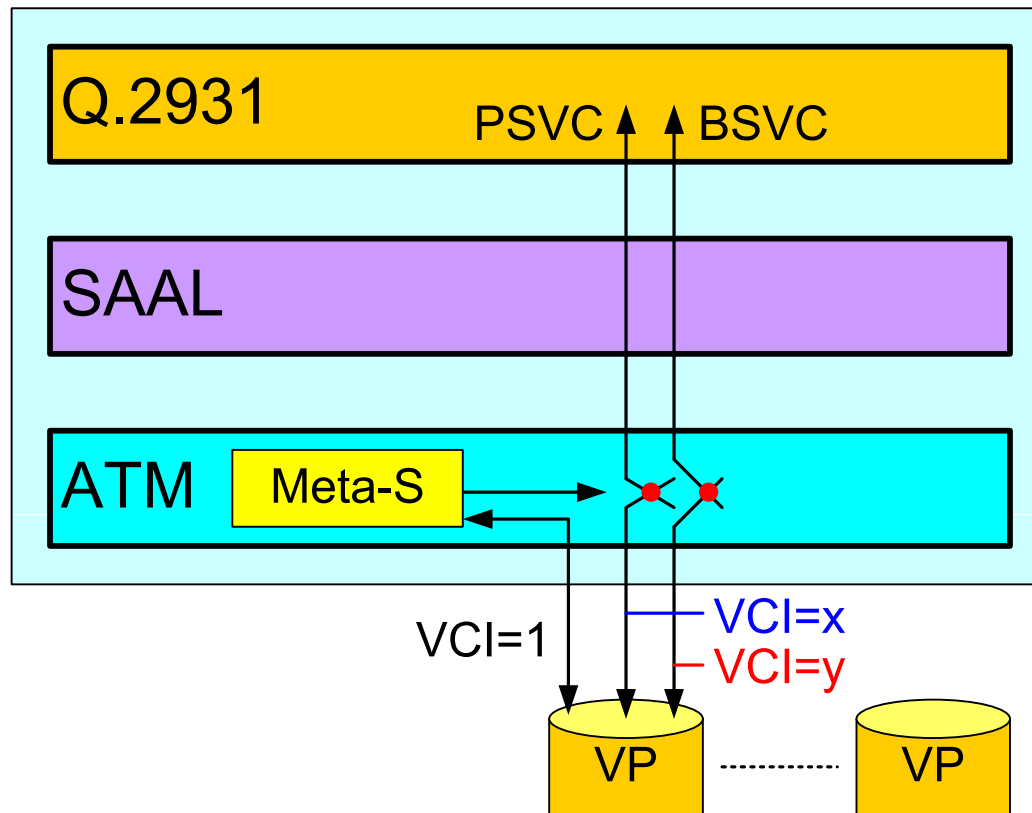 Q.2931
PSVC
BSVC
SAAL
ATM
Meta-S
VCI=1
VCI=x
VCI=y
VP
VP